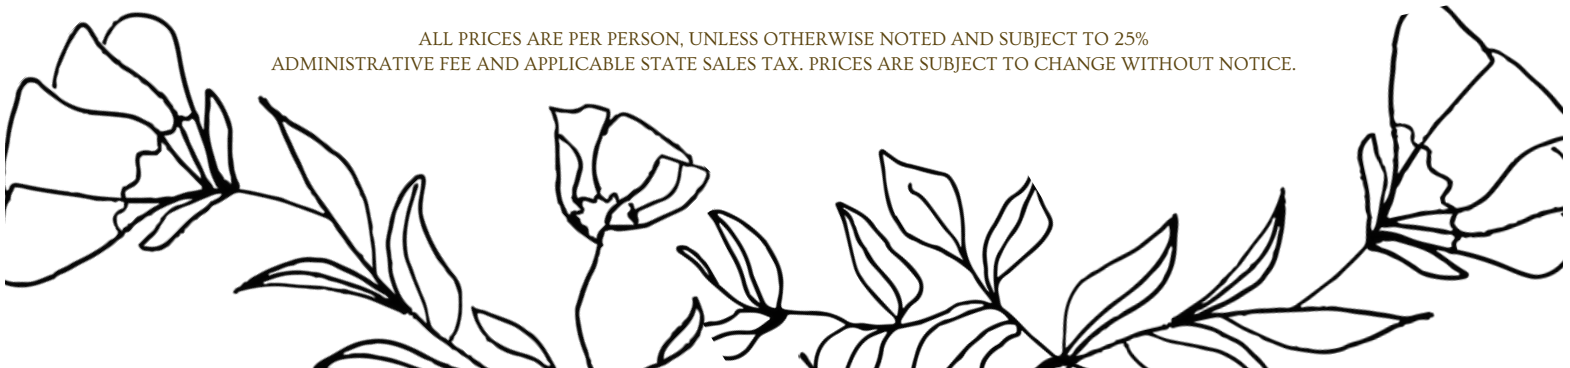 ALL PRICES ARE PER PERSON, UNLESS OTHERWISE NOTED AND SUBJECT TO 25%
ADMINISTRATIVE FEE AND APPLICABLE STATE SALES TAX. PRICES ARE SUBJECT TO CHANGE WITHOUT NOTICE.